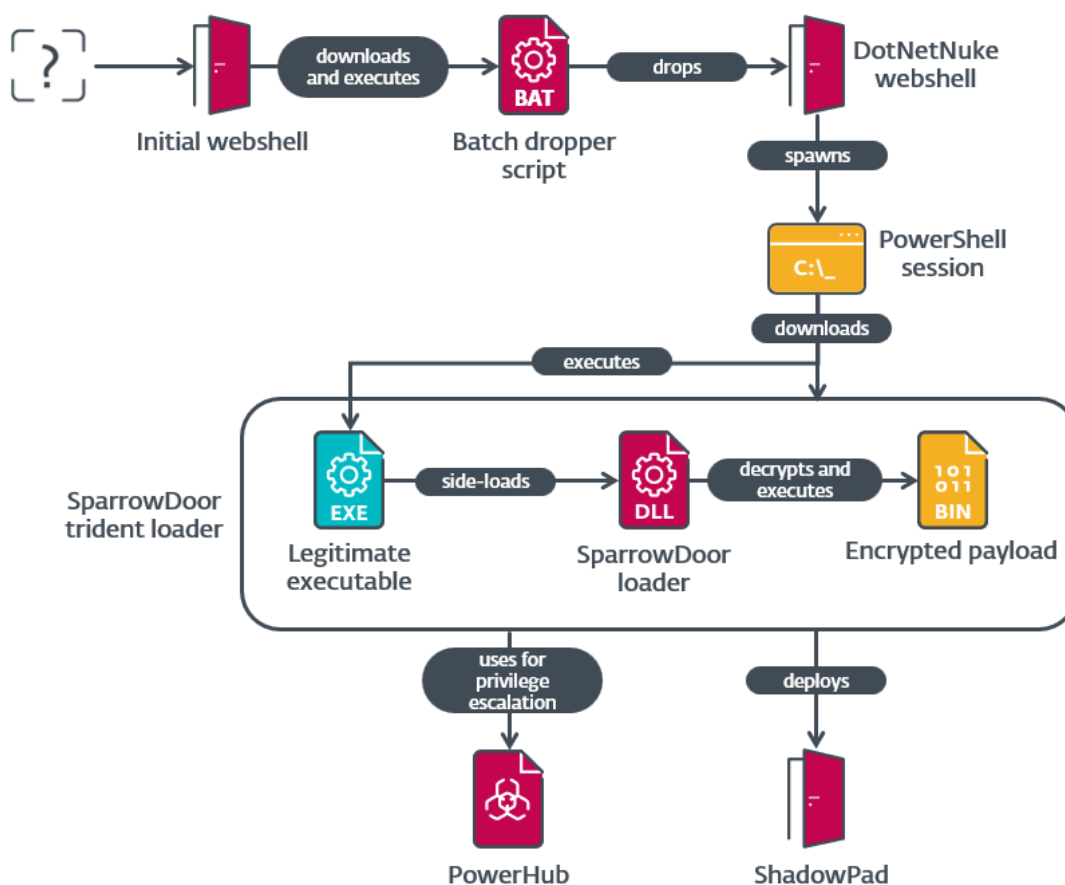 ?
downloads
and executes
BAT
drops
DotNetNuke
webshell
Initial webshell
Batch dropper
script
spawns
C:\_
PowerShell
session
downloads
executes
SparrowDoor
trident loader
EXE
side-loads
DLL
decrypts and
executes
101
011
BIN
Legitimate
executable
SparrowDoor
loader
Encrypted payload
uses for
privilege
escalation
deploys
PowerHub
ShadowPad